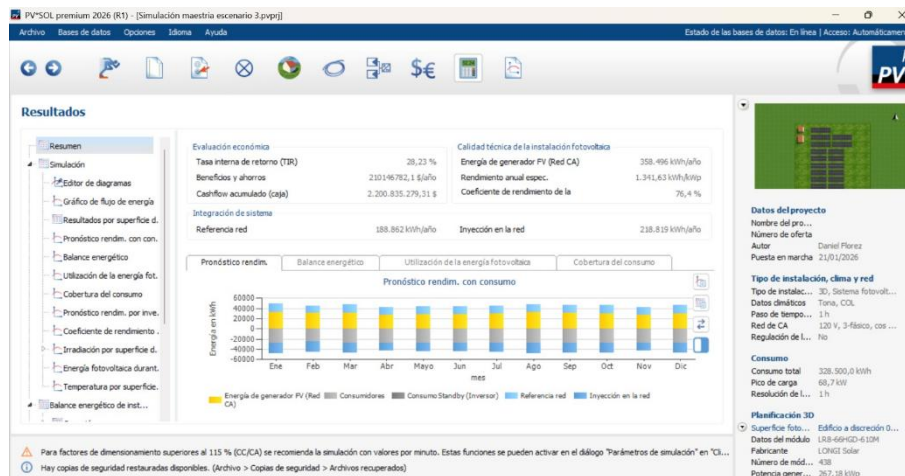 PV*SOL premium 2026 (R1) - [Simulación maestria escenario 3.pvprj]
Archivo Bases de datos Opciones Idioma Ayuda Estado de las bases de datos: En línea | Acceso: Automáticamen
PV
Resultados
Resumen
Simulación
Editor de diagramas
Gráfico de flujo de energía
Resultados por superficie d.
Pronóstico rendim. con con.
Balance energético
Utilización de la energía fot..
Cobertura del consumo
Pronóstico rendim. por inve.
Coeficiente de rendimiento .
Irradiación por superficie d.
Energía fotovoltaica durant.
Temperatura por superficie.
Balance energético de inst...
Evaluación económica
Tasa interna de retorno (TIR) 28,23 %
Beneficios y ahorros 210146782,1 $/año
Cashflow acumulado (caja) 2.200.835.279,31 $
Calidad técnica de la instalación fotovoltaica
Energía de generador FV (Red CA) 358.496 kWh/año
Rendimiento anual espec. 1.341,63 kWh/kWp
Coeficiente de rendimiento de la 76,4 %
Integración de sistema
Referencia red 188.862 kWh/año Inyección en la red 218.819 kWh/año
Pronóstico rendim. Balance energético Utilización de la energía fotovoltaica Cobertura del consumo
Pronóstico rendim. con consumo
Energía en kWh
60000
40000
20000
0
-20000
-40000
-60000
Ene Feb Mar Abr Mayo Jun Jul Ago Sep Oct Nov Dic
mes
Energía de generador FV (Red CA) Consumidores Consumo Standby (Inversor) Referencia red Inyección en la red
Datos del proyecto
Nombre del pro...
Número de oferta
Autor Daniel Florez
Puesta en marcha 21/01/2026
Tipo de instalación, clima y red
Tipo de instalac... 3D, Sistema fotovolt...
Datos climáticos Tona, COL
Paso de tiempo... 1 h
Red de CA 120 V, 3-fásico, cos ...
Regulación de l... No
Consumo
Consumo total 328.500,0 kWh
Pico de carga 68,7 kW
Resolución de l... 1 h
Planificación 3D
Superficie foto... Edificio a discreción 0...
Datos del módulo LR8-66HGD-610M
Fabricante LONGI Solar
Número de mód... 438
Potencia gener... 267,18 kWp
Para factores de dimensionamiento superiores al 115 % (CC/CA) se recomienda la simulación con valores por minuto. Estas funciones se pueden activar en el diálogo "Parámetros de simulación" en "Cli...
Hay copias de seguridad restauradas disponibles. (Archivo > Copias de seguridad > Archivos recuperados)